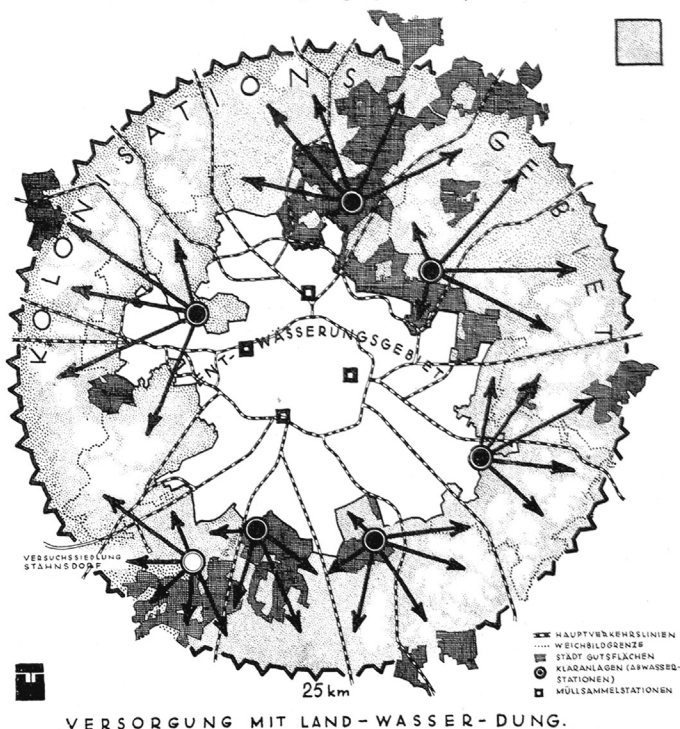 KOLONISATIONS GEBIET
ENT-WÄSSERUNGSGEBIET
VERSUCHSSIEDLUNG
STAHNSDORF
25 km
HAUPTVERKEHRSLINIEN
WEICHBILDGRENZE
STÄDT GUTSFLÄCHEN
KLÄRANLAGEN (ABWASSER-
STATIONEN)
MÜLLSAMMELSTATIONEN
VERSORGUNG MIT LAND-WASSER-DUNG.